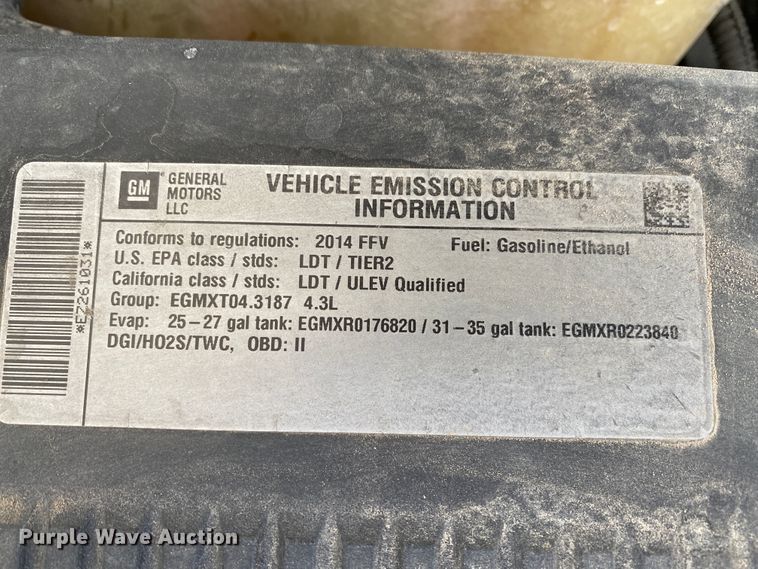 GM
GENERAL
MOTORS
LLC
VEHICLE EMISSION CONTROL
INFORMATION
Conforms to regulations: 2014 FFV Fuel: Gasoline/Ethanol
U.S. EPA class / stds: LDT / TIER2
California class / stds: LDT / ULEV Qualified
Group: EGMXT04.3187 4.3L
Evap: 25-27 gal tank: EGMXR0176820 / 31-35 gal tank: EGMXR0223840
DGI/HO2S/TWC, OBD: II
*EZ261031*
Purple Wave Auction